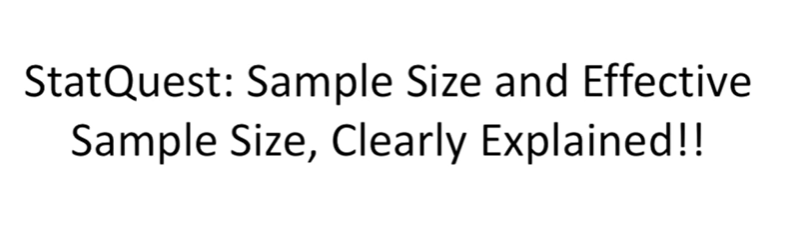 StatQuest: Sample Size and Effective
Sample Size, Clearly Explained!!